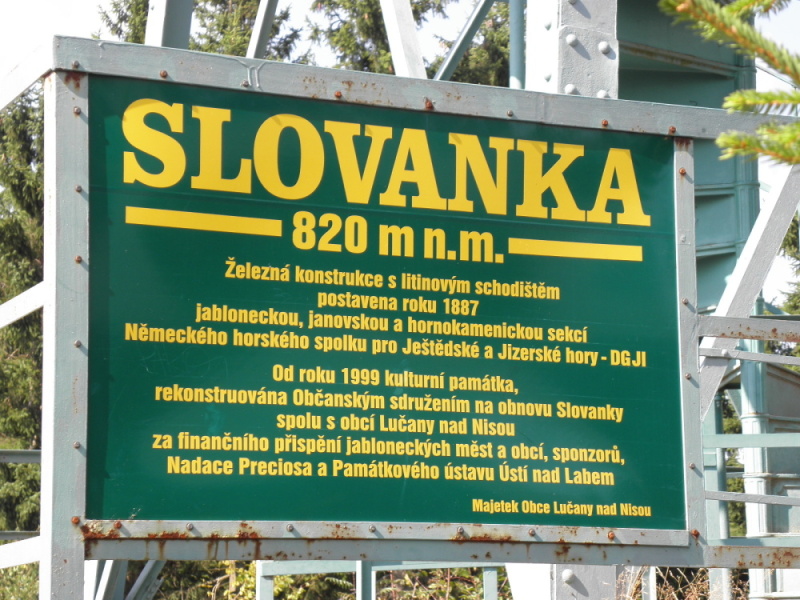 SLOVANKA
820 m n.m.
Železná konstrukce s litinovým schodištěm
postavena roku 1887
jabloneckou, janovskou a hornokamenickou sekcí
Německého horského spolku pro Ještědské a Jizerské hory - DGJI
Od roku 1999 kulturní památka,
rekonstruována Občanským sdružením na obnovu Slovanky
spolu s obcí Lučany nad Nisou
za finančního přispění jabloneckých měst a obcí, sponzorů,
Nadace Preciosa a Památkového ústavu Ústí nad Labem
Majetek Obce Lučany nad Nisou